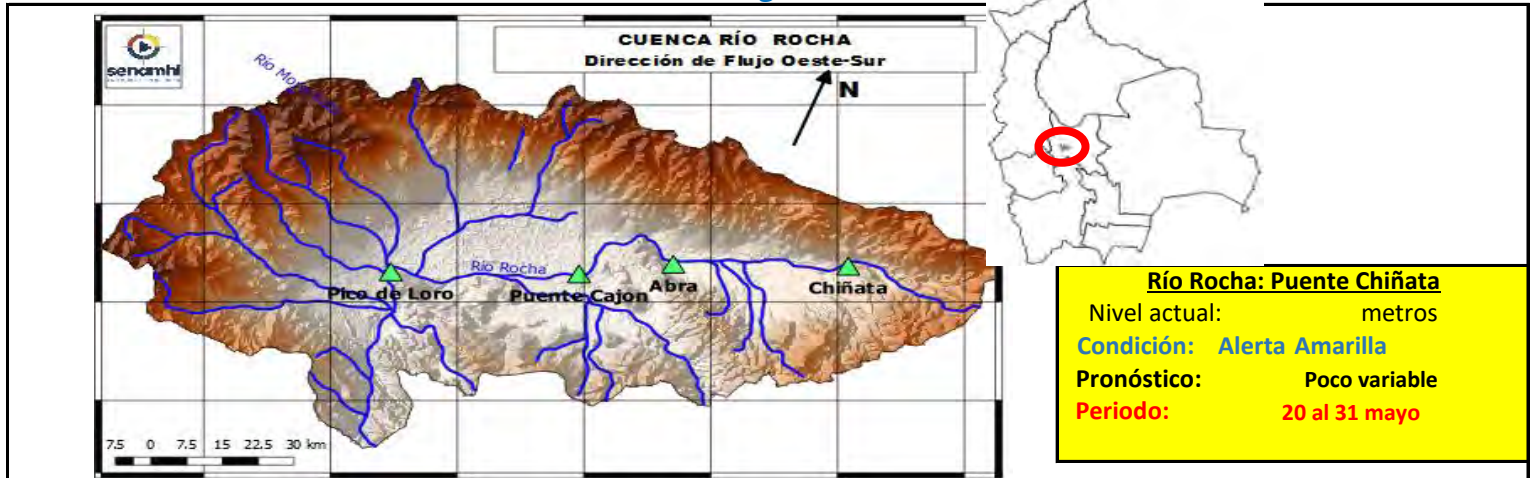 senamhi
CUENCA RÍO ROCHA
Dirección de Flujo Oeste-Sur
N
Río Rocha
Pico de Loro
Puente Cajon
Abra
Chiñata
7.5 0 7.5 15 22.5 30 km
Río Rocha: Puente Chiñata
Nivel actual: metros
Condición: Alerta Amarilla
Pronóstico: Poco variable
Periodo: 20 al 31 mayo